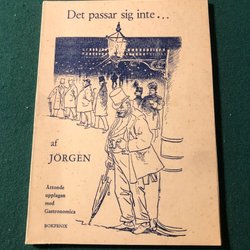 Det passar sig inte...
af
JÖRGEN
Åttonde
upplagan
med
Gastronomica
BOKFENIX